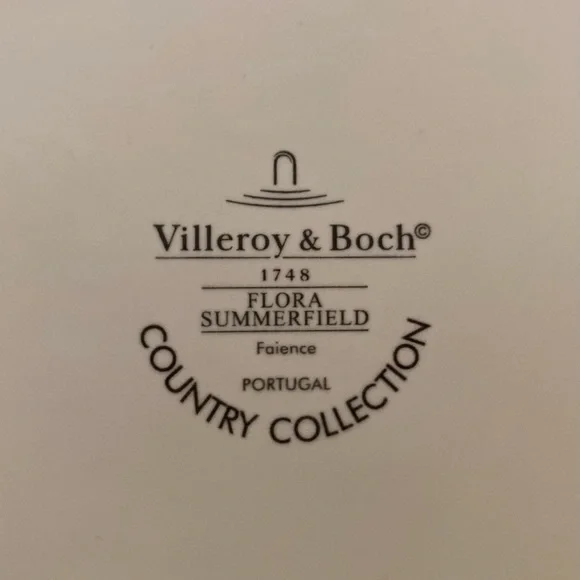 Villeroy & Boch©
1748
FLORA
SUMMERFIELD
Faience
PORTUGAL
COUNTRY COLLECTION